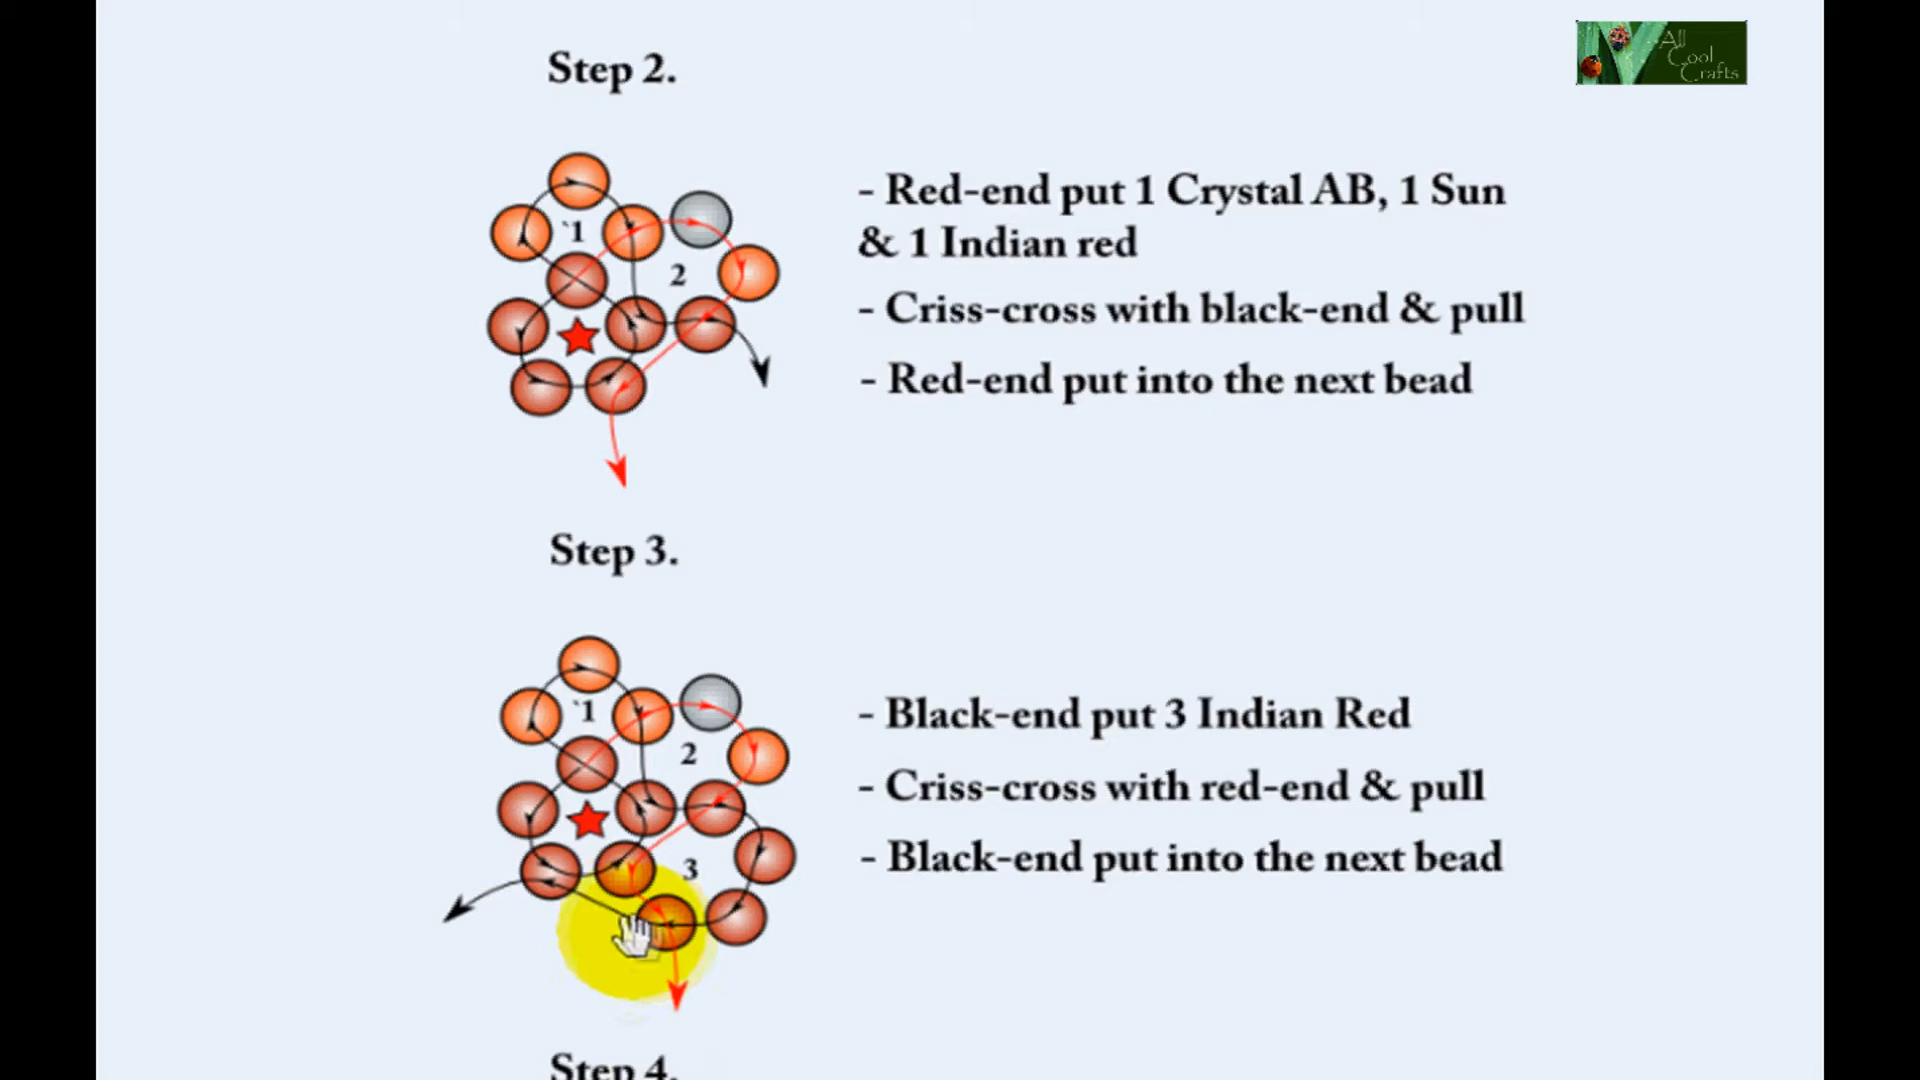 All
Cool
Crafts
Step 2.
`1
2
- Red-end put 1 Crystal AB, 1 Sun
& 1 Indian red
- Criss-cross with black-end & pull
- Red-end put into the next bead
Step 3.
`1
2
3
- Black-end put 3 Indian Red
- Criss-cross with red-end & pull
- Black-end put into the next bead
Step 4.